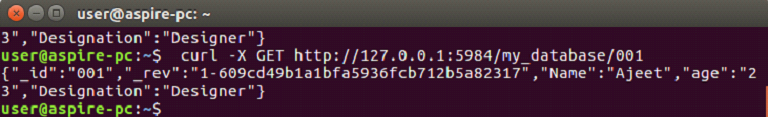 user@aspire-pc: ~
3","Designation":"Designer"}
user@aspire-pc:~$  curl -X GET http://127.0.0.1:5984/my_database/001
{"_id":"001","_rev":"1-609cd49b1a1bfa5936fcb712b5a82317","Name":"Ajeet","age":"2
3","Designation":"Designer"}
user@aspire-pc:~$